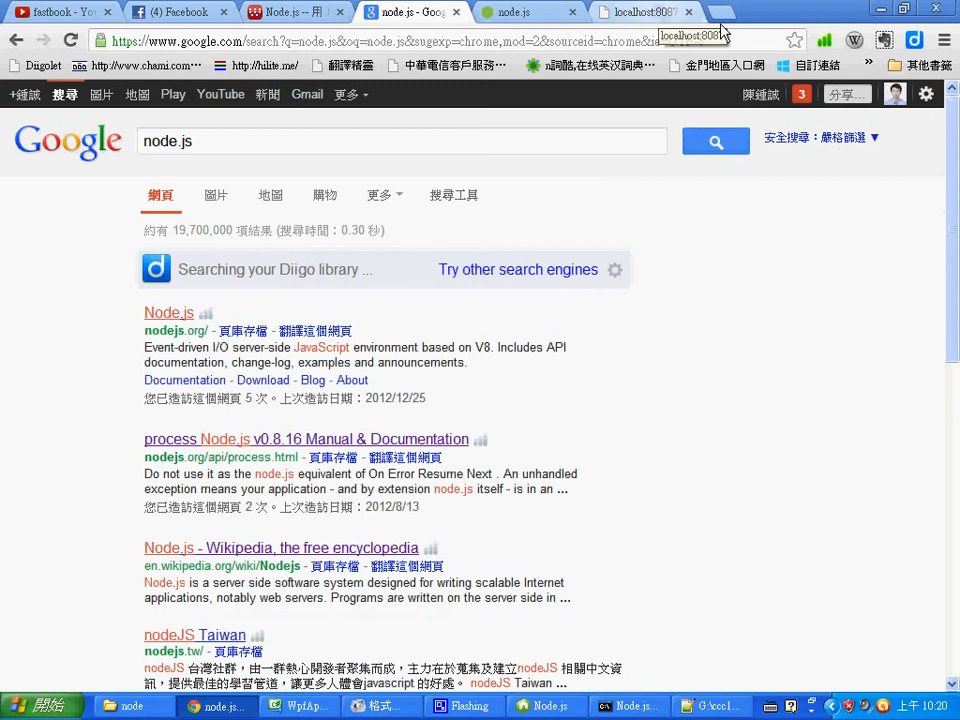 fastbook - Yo
(4) Facebook
Node.js -- 用
node.js - Goo
node.js
localhost:8087
https://www.google.com/search?q=node.js&oq=node.js&sugexp=chrome,mod=2&sourceid=chrome&ie
localhost:8087
Diigolet
http://www.chami.com...
http://hilite.me/
翻譯精靈
中華電信客戶服務...
n詞酷,在线英汉詞典...
金門地區入口網
自訂連結
»
其他書籤
+鍾誠 搜尋 圖片 地圖 Play YouTube 新聞 Gmail 更多
陳鍾誠 3 分享...
Google
node.js
安全搜尋：嚴格篩選 ▼
網頁 圖片 地圖 購物 更多 搜尋工具
約有 19,700,000 項結果 (搜尋時間：0.30 秒)
d Searching your Diigo library ... Try other search engines
Node.js
nodejs.org/ - 頁庫存檔 - 翻譯這個網頁
Event-driven I/O server-side JavaScript environment based on V8. Includes API
documentation, change-log, examples and announcements.
Documentation - Download - Blog - About
您已造訪這個網頁 5 次。上次造訪日期：2012/12/25
process Node.js v0.8.16 Manual & Documentation
nodejs.org/api/process.html - 頁庫存檔 - 翻譯這個網頁
Do not use it as the node.js equivalent of On Error Resume Next . An unhandled
exception means your application - and by extension node.js itself - is in an ...
您已造訪這個網頁 2 次。上次造訪日期：2012/8/13
Node.js - Wikipedia, the free encyclopedia
en.wikipedia.org/wiki/Nodejs - 頁庫存檔 - 翻譯這個網頁
Node.js is a server side software system designed for writing scalable Internet
applications, notably web servers. Programs are written on the server side in ...
nodeJS Taiwan
nodejs.tw/ - 頁庫存檔
nodeJS 台灣社群，由一群熱心開發者聚集而成，主力在於蒐集及建立nodeJS 相關中文資
訊，提供最佳的學習管道，讓更多人體會javascript 的好處。 nodeJS Taiwan ...
開始
node
node.js...
WpfAp...
格式...
Flashing
Node.js
Node.js...
G:\ccc1...
上午 10:20